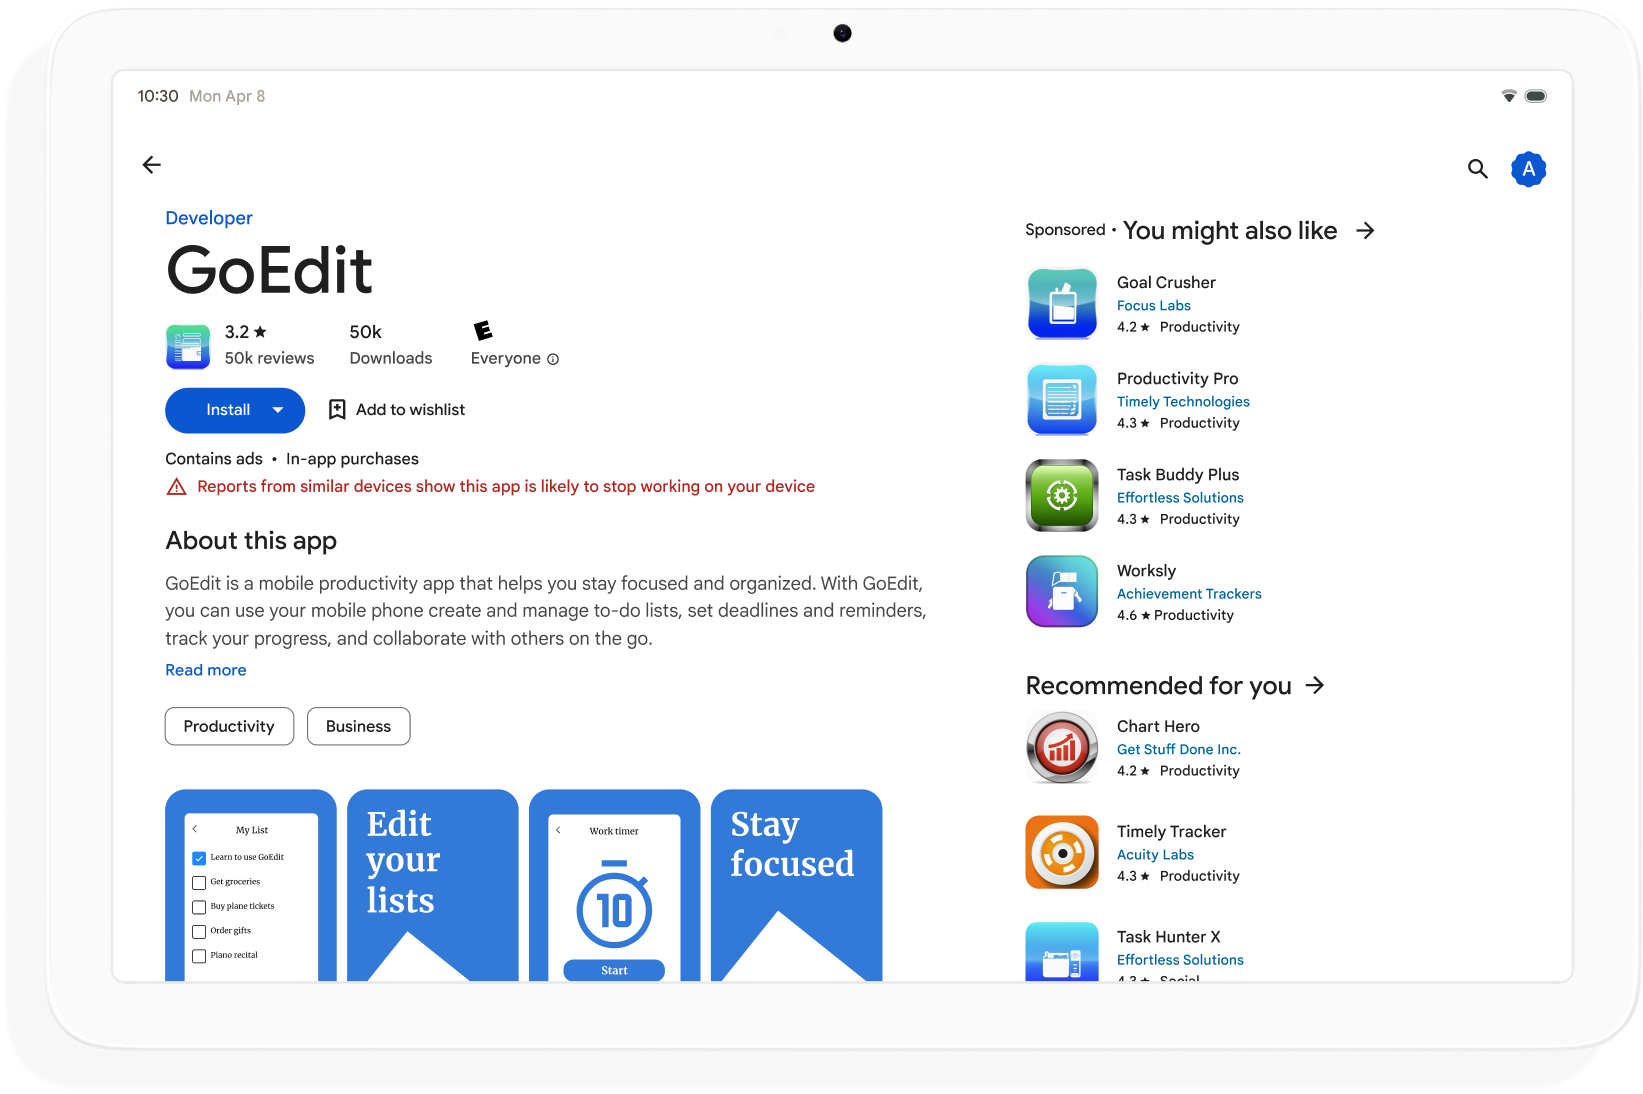 10:30 Mon Apr 8
A
Developer
GoEdit
3.2 ★
50k reviews
50k
Downloads
E
Everyone
Install
Add to wishlist
Contains ads • In-app purchases
Reports from similar devices show this app is likely to stop working on your device
About this app
GoEdit is a mobile productivity app that helps you stay focused and organized. With GoEdit,
you can use your mobile phone create and manage to-do lists, set deadlines and reminders,
track your progress, and collaborate with others on the go.
Read more
Productivity
Business
My List
Learn to use GoEdit
Get groceries
Buy plane tickets
Order gifts
Piano recital
Edit
your
lists
Work timer
10
Start
Stay
focused
Sponsored • You might also like
Goal Crusher
Focus Labs
4.2 ★ Productivity
Productivity Pro
Timely Technologies
4.3 ★ Productivity
Task Buddy Plus
Effortless Solutions
4.3 ★ Productivity
Worksly
Achievement Trackers
4.6 ★ Productivity
Recommended for you
Chart Hero
Get Stuff Done Inc.
4.2 ★ Productivity
Timely Tracker
Acuity Labs
4.3 ★ Productivity
Task Hunter X
Effortless Solutions
4.3 ★ Social